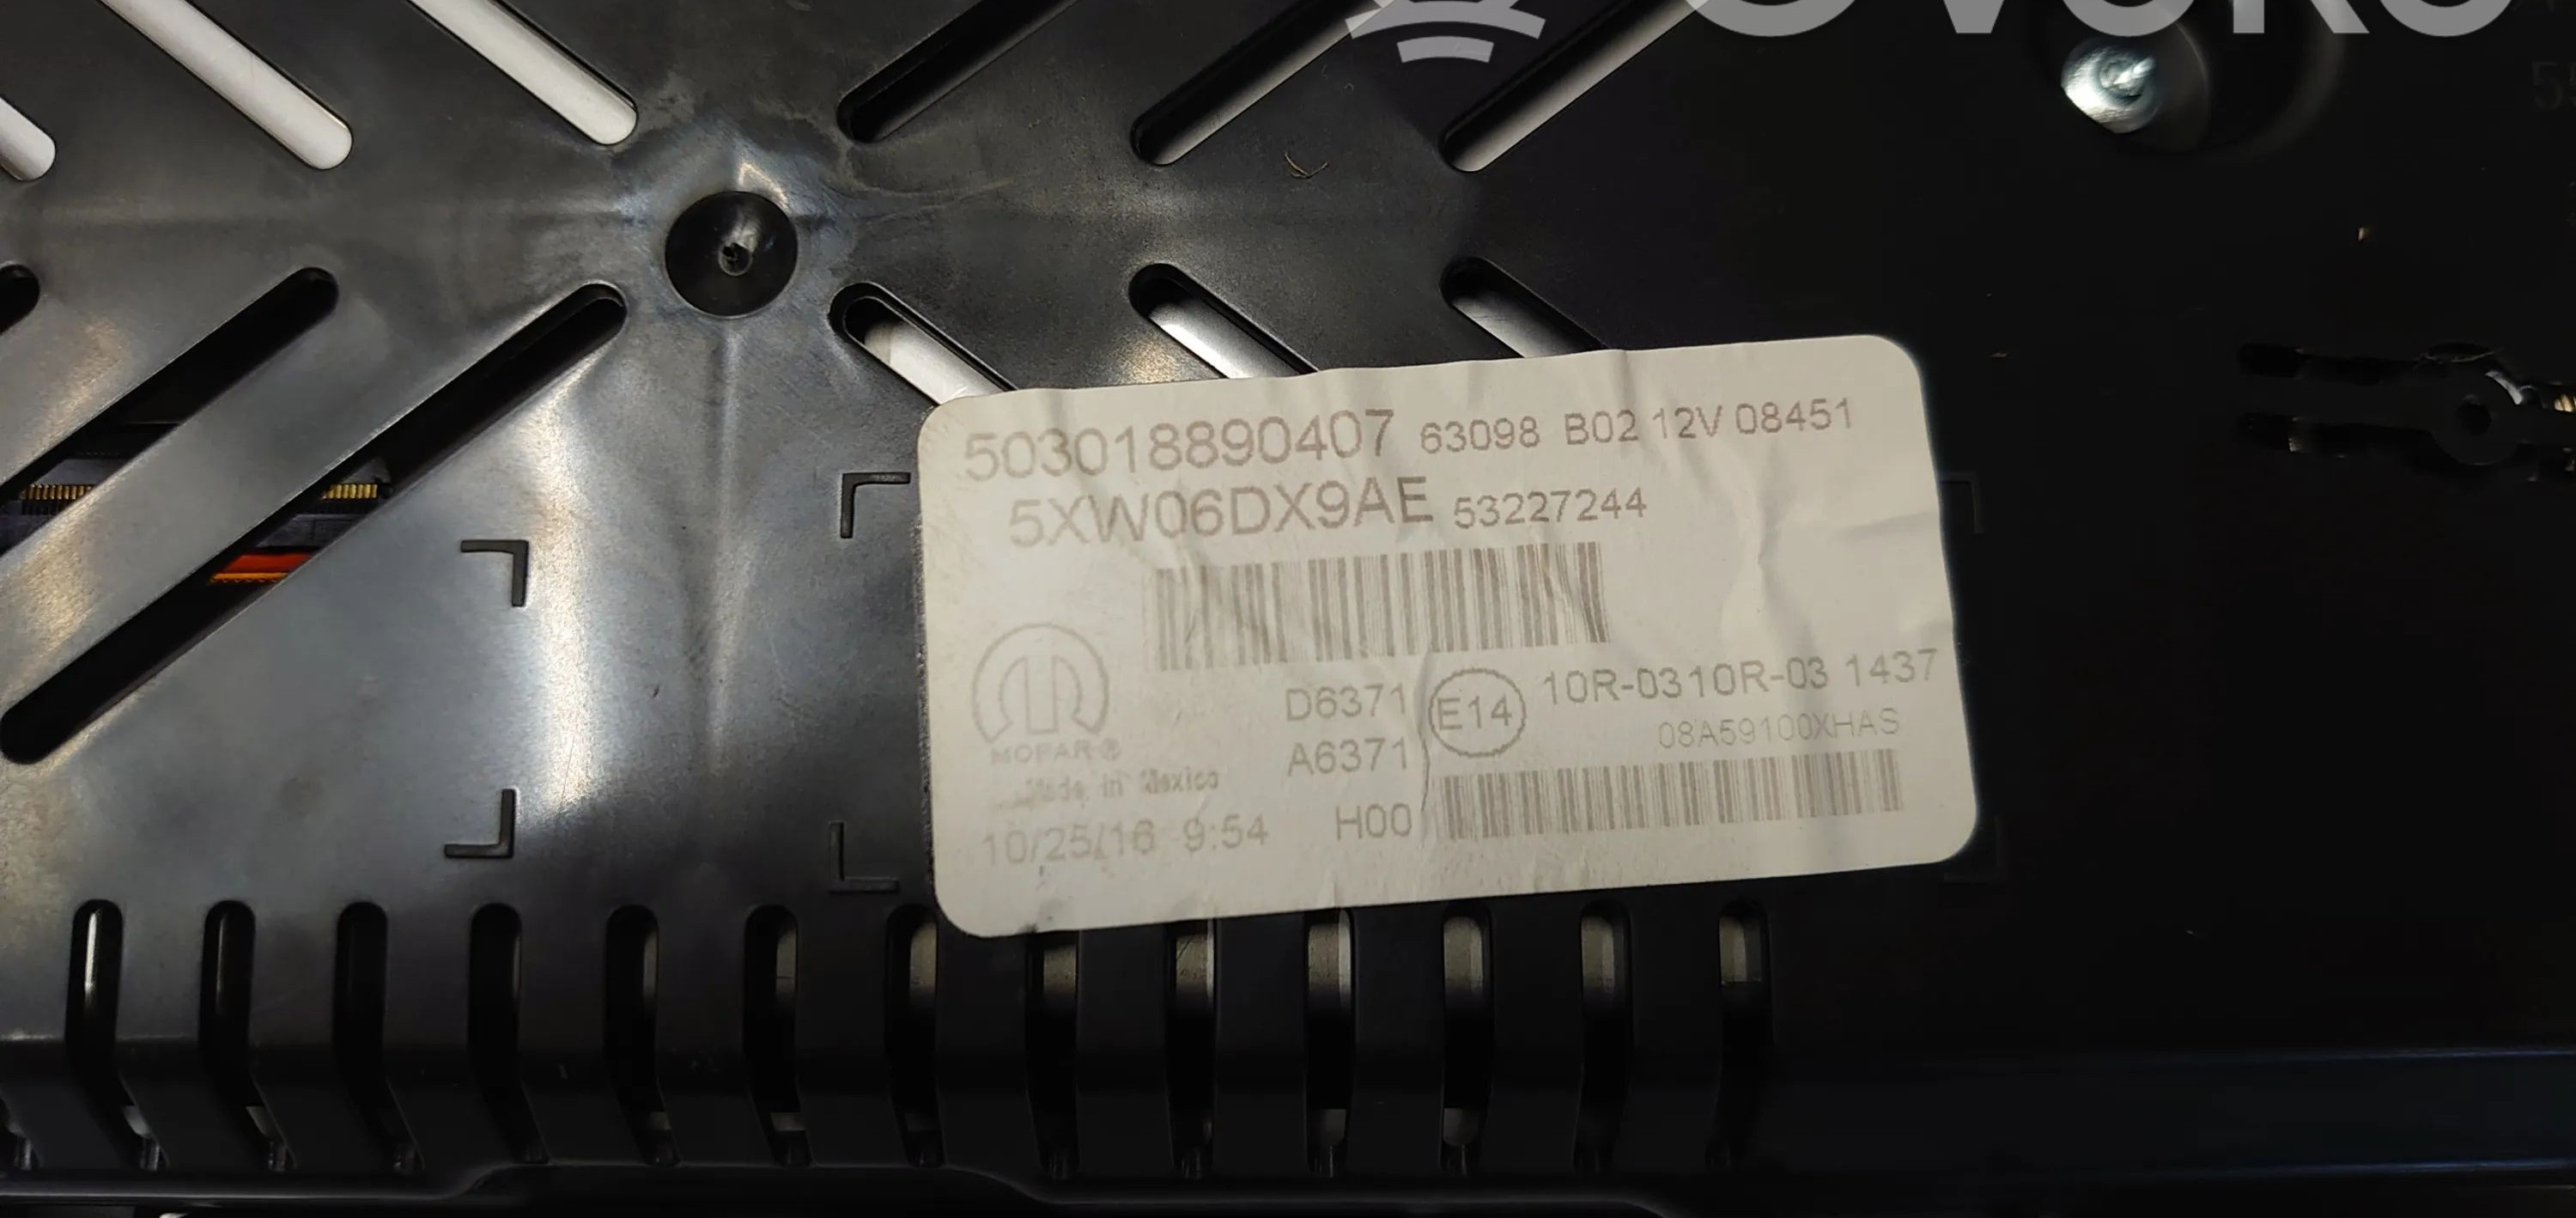 503018890407 63098 B02 12V 08451
5XW06DX9AE 53227244
D6371 E14 10R-0310R-03 1437
MOPAR® A6371 08A59100XHAS
Made in Mexico
10/25/16 9:54 H00